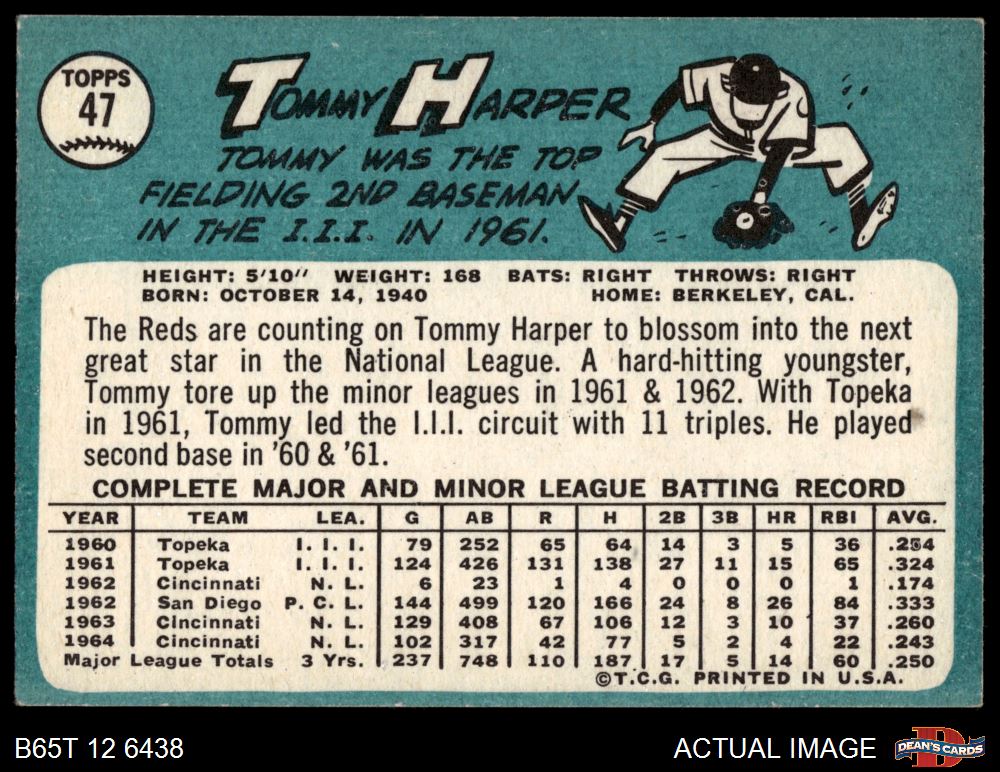 TOPPS
47
TOMMY HARPER
TOMMY WAS THE TOP
FIELDING 2ND BASEMAN
IN THE I.I.I. IN 1961.
HEIGHT: 5'10" WEIGHT: 168 BATS: RIGHT THROWS: RIGHT
BORN: OCTOBER 14, 1940 HOME: BERKELEY, CAL.
The Reds are counting on Tommy Harper to blossom into the next
great star in the National League. A hard-hitting youngster,
Tommy tore up the minor leagues in 1961 & 1962. With Topeka
in 1961, Tommy led the I.I.I. circuit with 11 triples. He played
second base in '60 & '61.
COMPLETE MAJOR AND MINOR LEAGUE BATTING RECORD
YEAR TEAM LEA. G AB R H 2B 3B HR RBI AVG.
1960 Topeka I. I. I. 79 252 65 64 14 3 5 36 .254
1961 Topeka I. I. I. 124 426 131 138 27 11 15 65 .324
1962 Cincinnati N. L. 6 23 1 4 0 0 0 1 .174
1962 San Diego P. C. L. 144 499 120 166 24 8 26 84 .333
1963 Cincinnati N. L. 129 408 67 106 12 3 10 37 .260
1964 Cincinnati N. L. 102 317 42 77 5 2 4 22 .243
Major League Totals 3 Yrs. 237 748 110 187 17 5 14 60 .250
©T.C.G. PRINTED IN U.S.A.
B65T 12 6438
ACTUAL IMAGE
D
DEAN'S CARDS